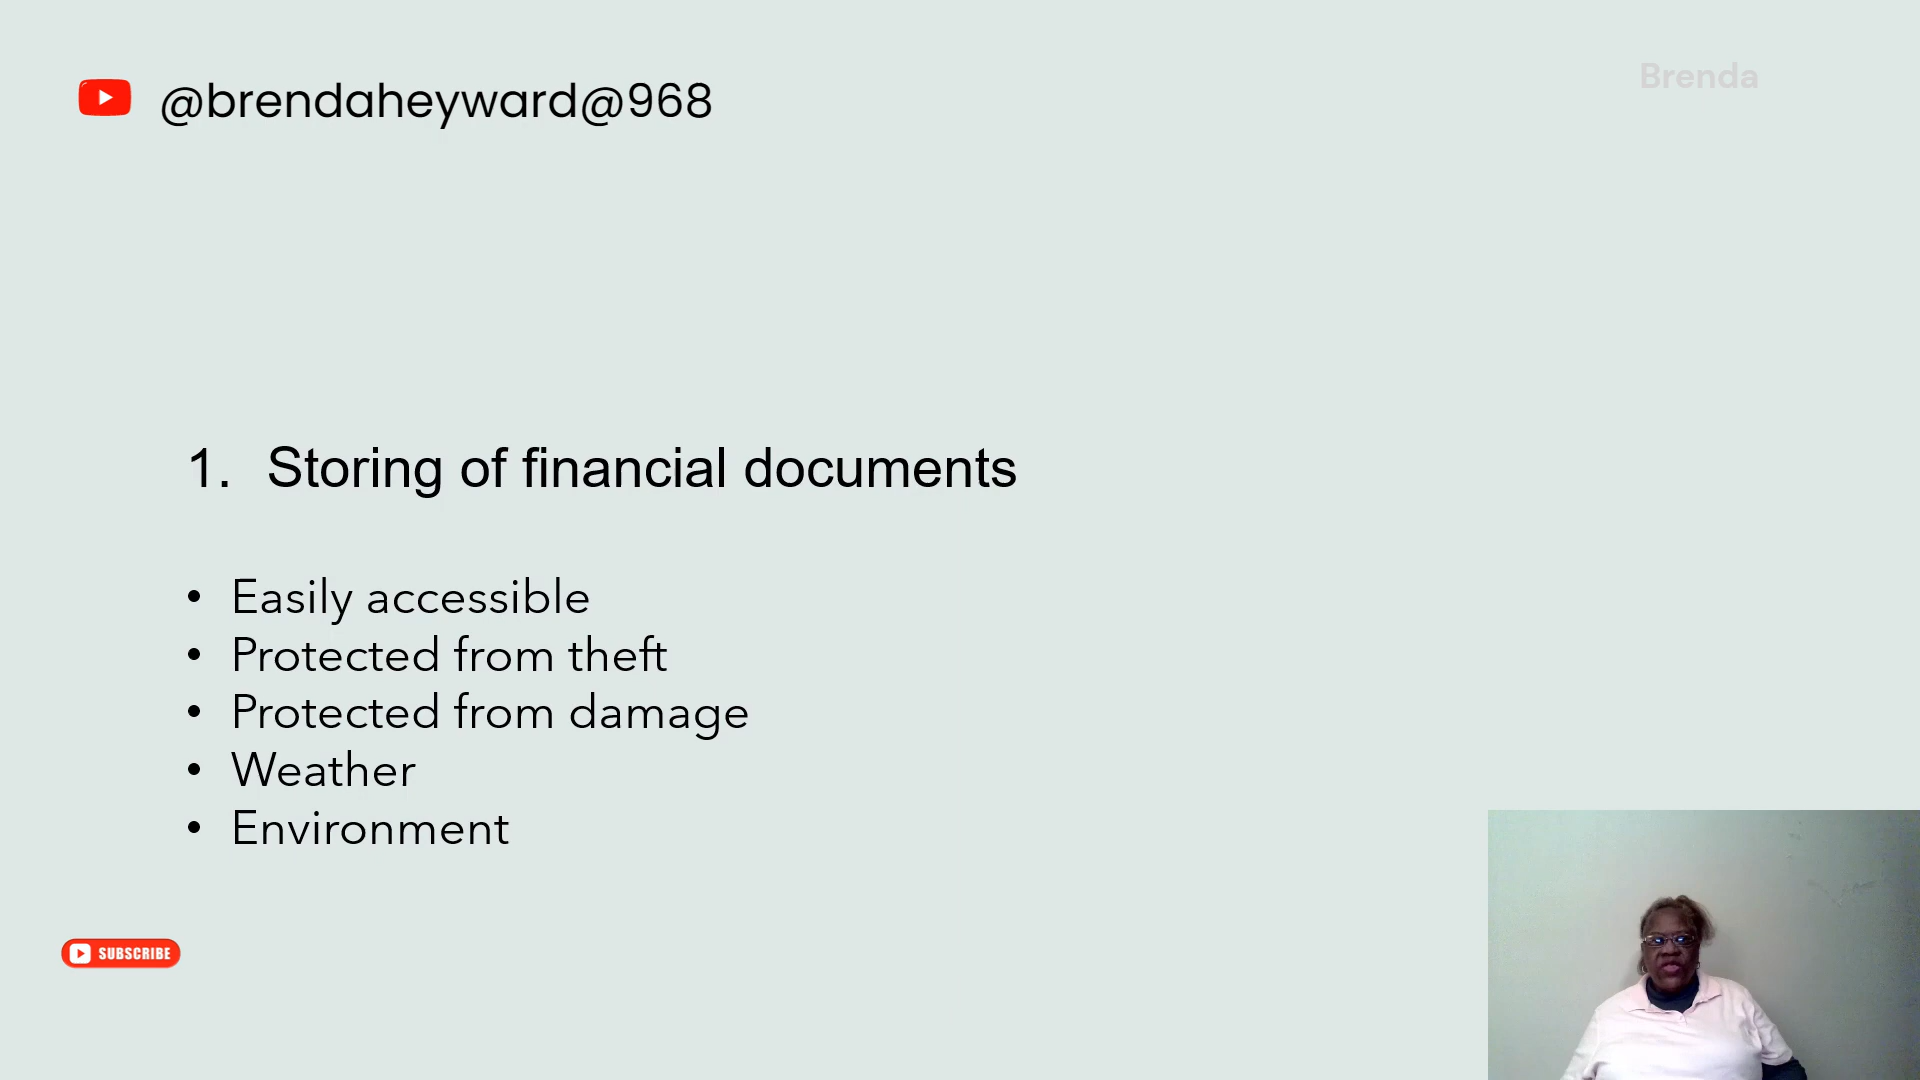 @brendaheyward@968
Brenda
1. Storing of financial documents
• Easily accessible
• Protected from theft
• Protected from damage
• Weather
• Environment
SUBSCRIBE